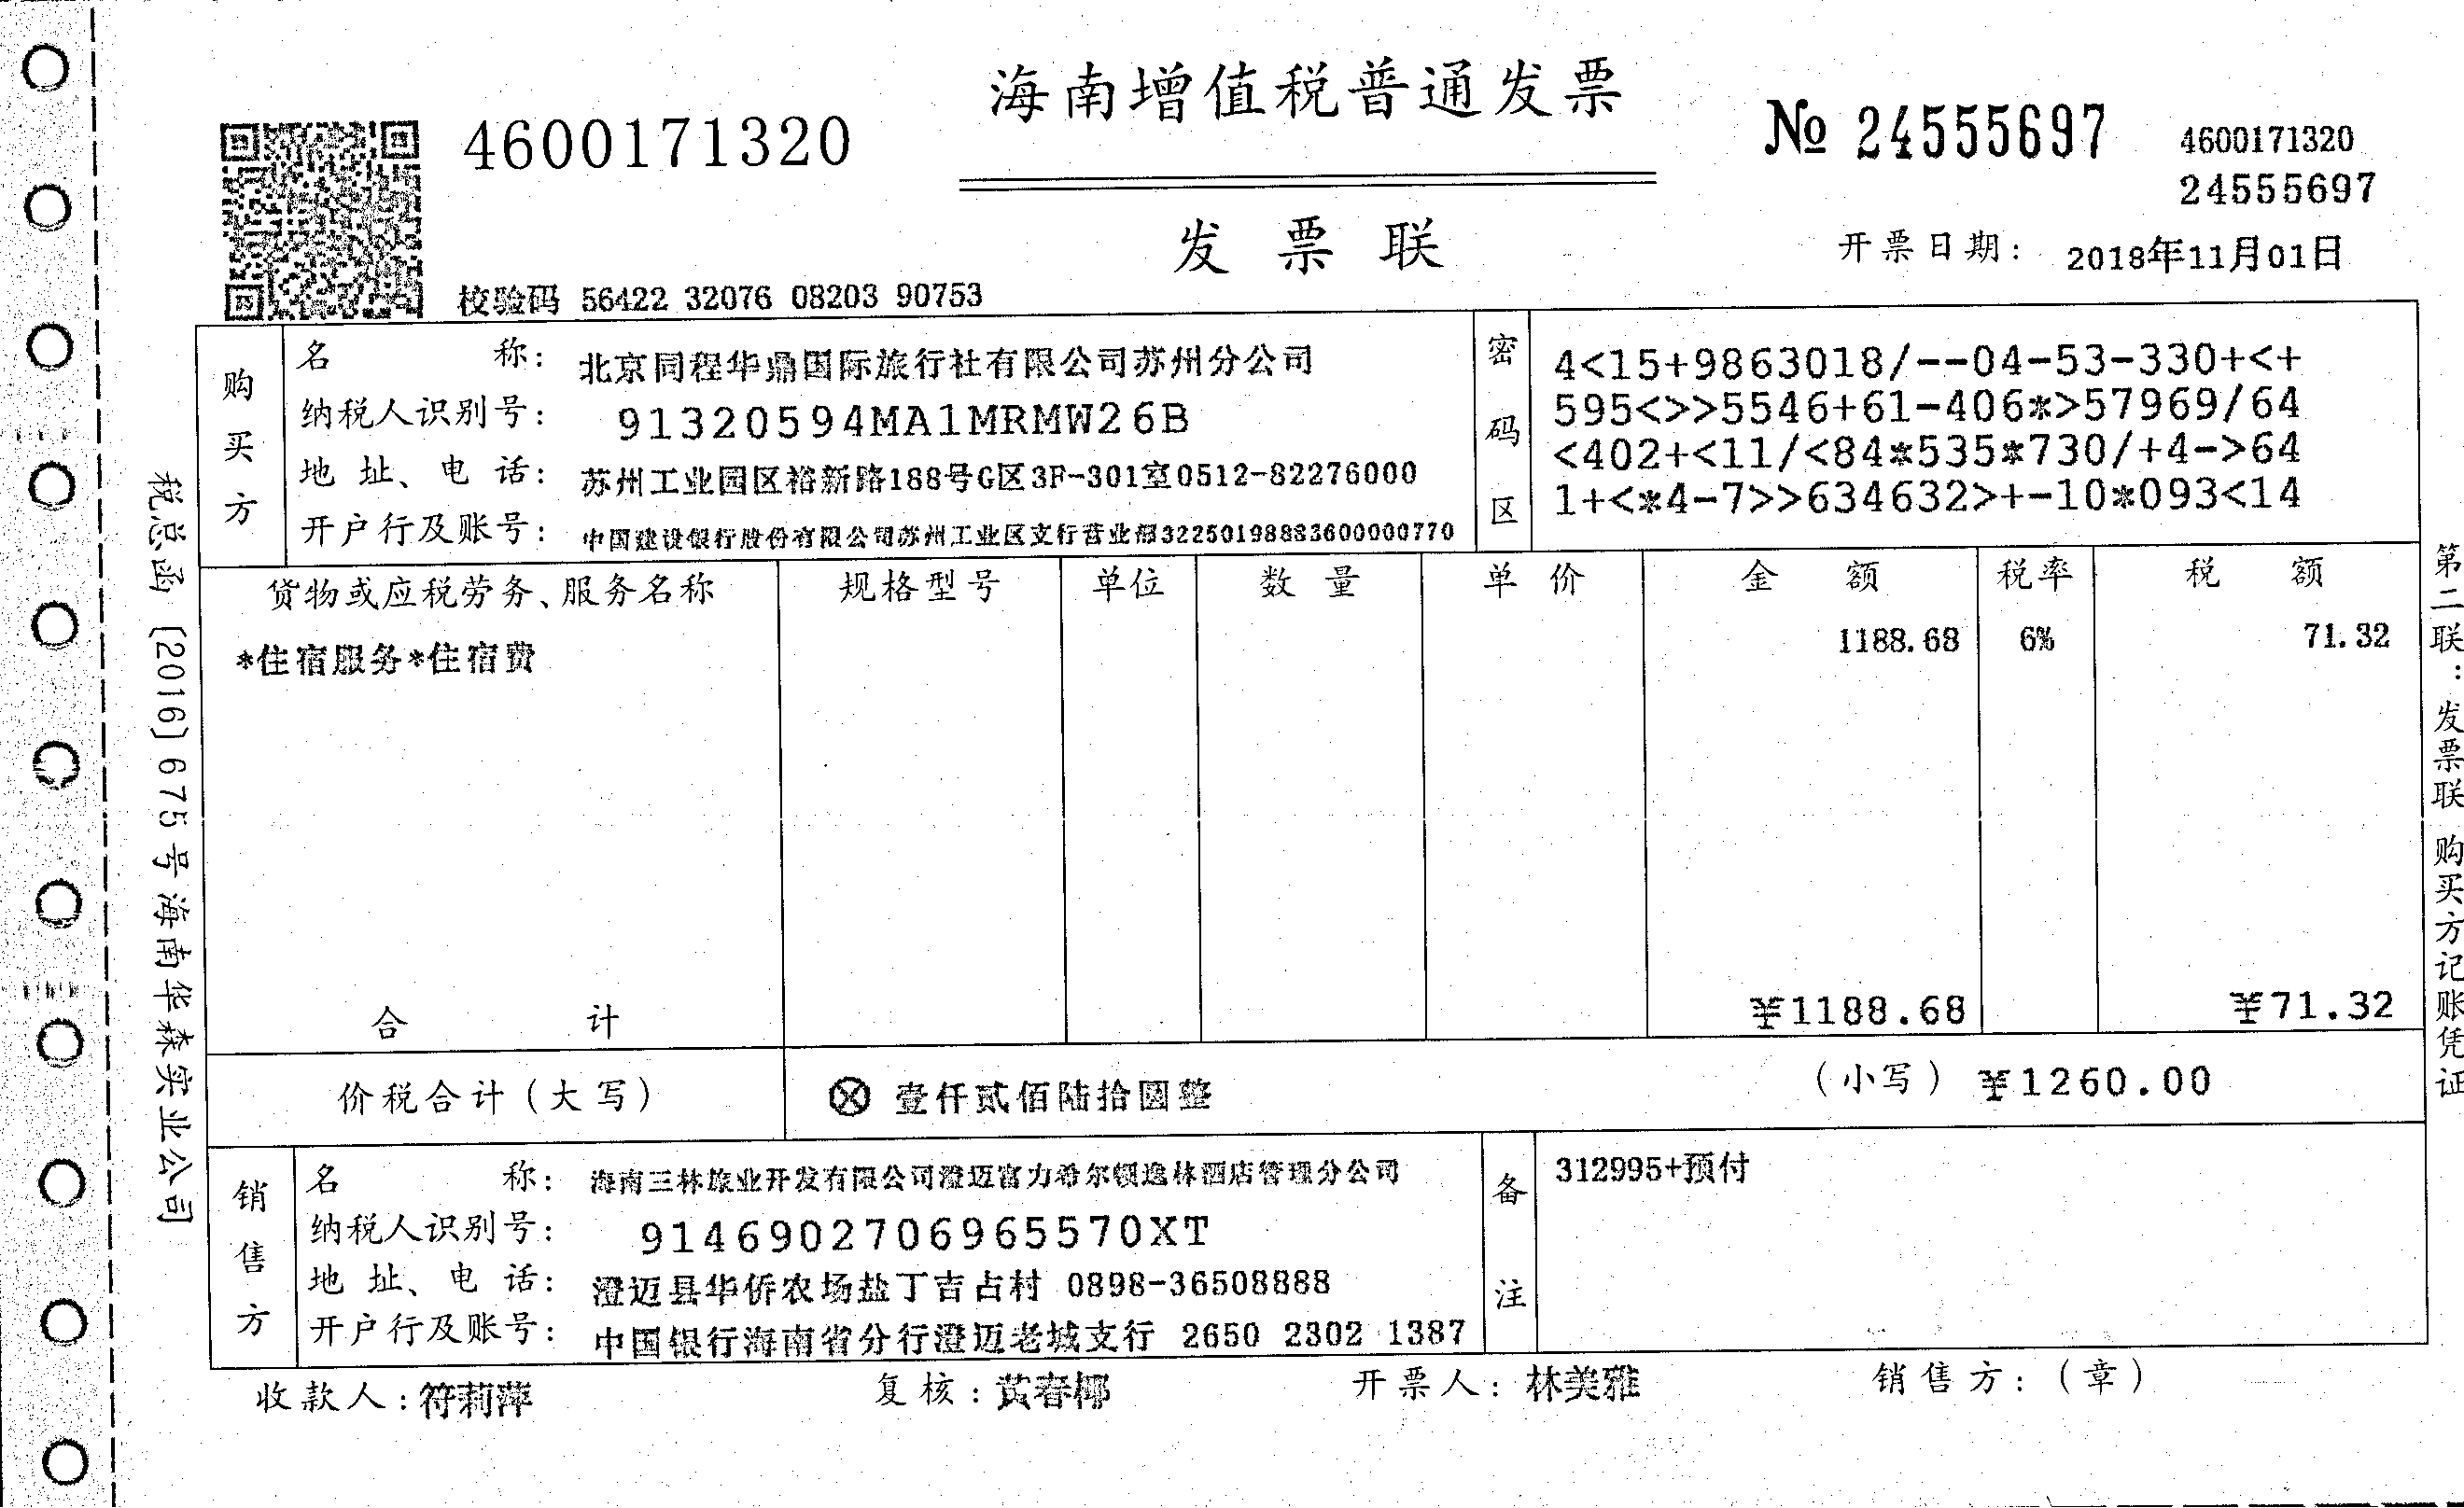 海南增值税普通发票
4600171320
№ 24555697
4600171320
24555697
发票联
开票日期： 2018年11月01日
校验码 56422 32076 08203 90753
购买方
名称： 北京同程华鼎国际旅行社有限公司苏州分公司
纳税人识别号： 91320594MA1MRMW26B
地址、电话： 苏州工业园区裕新路188号G区3F-301室0512-82276000
开户行及账号： 中国建设银行股份有限公司苏州工业区支行营业部32250198883600000770
密码区
4<15+9863018/--04-53-330+<+
595<>>5546+61-406*>57969/64
<402+<11/<84*535*730/+4->64
1+<*4-7>>634632>+-10*093<14
货物或应税劳务、服务名称 规格型号 单位 数量 单价 金额 税率 税额
*住宿服务*住宿费 1188.68 6% 71.32
合计 ¥1188.68 ¥71.32
价税合计（大写） ⊗ 壹仟贰佰陆拾圆整 （小写） ¥1260.00
销售方
名称： 海南三林旅业开发有限公司澄迈富力希尔顿逸林酒店管理分公司
纳税人识别号： 9146902706965570XT
地址、电话： 澄迈县华侨农场盐丁吉占村 0898-36508888
开户行及账号： 中国银行海南省分行澄迈老城支行 2650 2302 1387
备注
312995+预付
收款人：符莉萍 复核：黄春椰 开票人：林美雅 销售方：（章）
税总函〔2016〕675号海南华森实业公司
第二联：发票联 购买方记账凭证